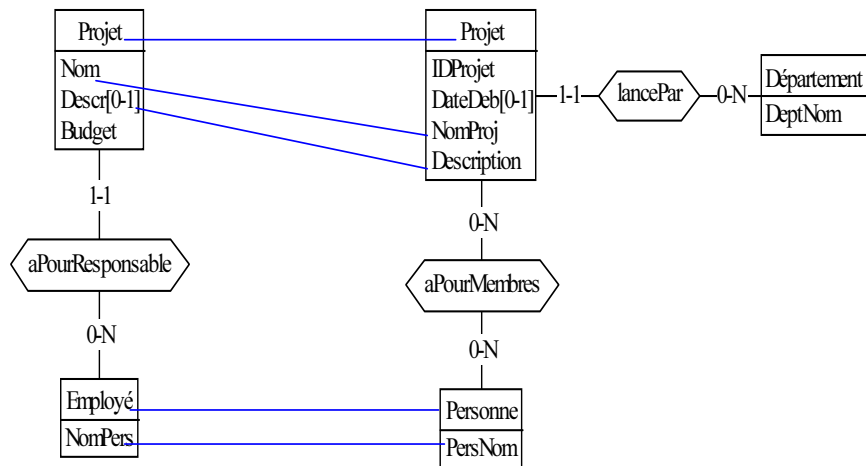 Projet
Nom
Descr[0-1]
Budget
1-1
aPourResponsable
0-N
Employé
NomPers
Projet
IDProjet
DateDeb[0-1]
NomProj
Description
0-N
aPourMembres
0-N
Personne
PersNom
1-1
lancePar
0-N
Département
DeptNom